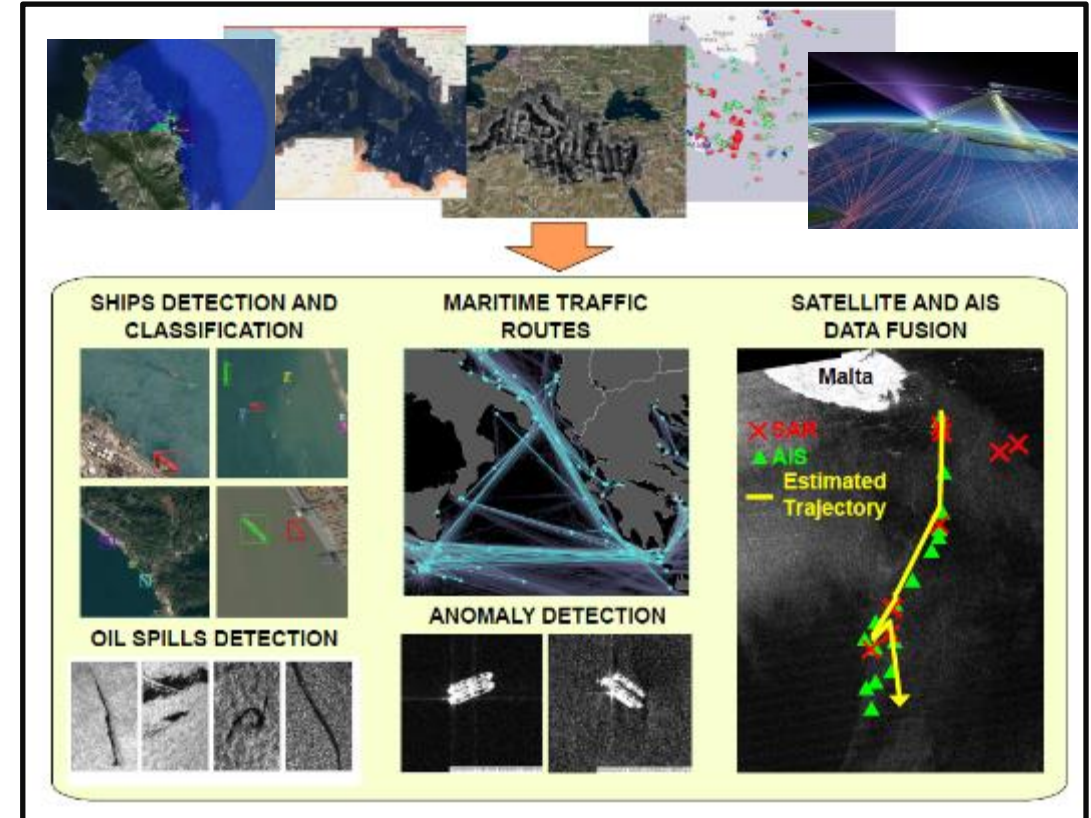 SHIPS DETECTION AND
CLASSIFICATION
MARITIME TRAFFIC
ROUTES
SATELLITE AND AIS
DATA FUSION
Malta
SAR
AIS
Estimated
Trajectory
ANOMALY DETECTION
OIL SPILLS DETECTION